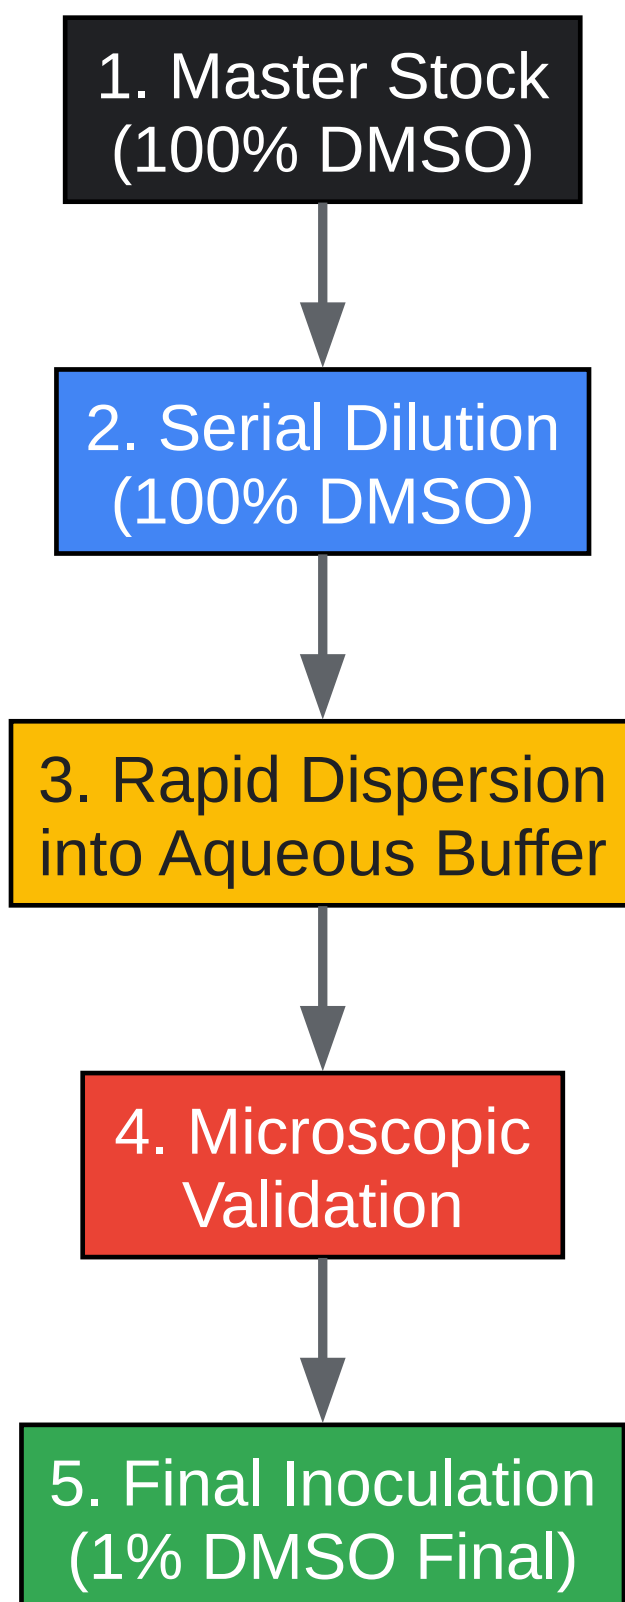 1. Master Stock
(100% DMSO)
2. Serial Dilution
(100% DMSO)
3. Rapid Dispersion
into Aqueous Buffer
4. Microscopic
Validation
5. Final Inoculation
(1% DMSO Final)